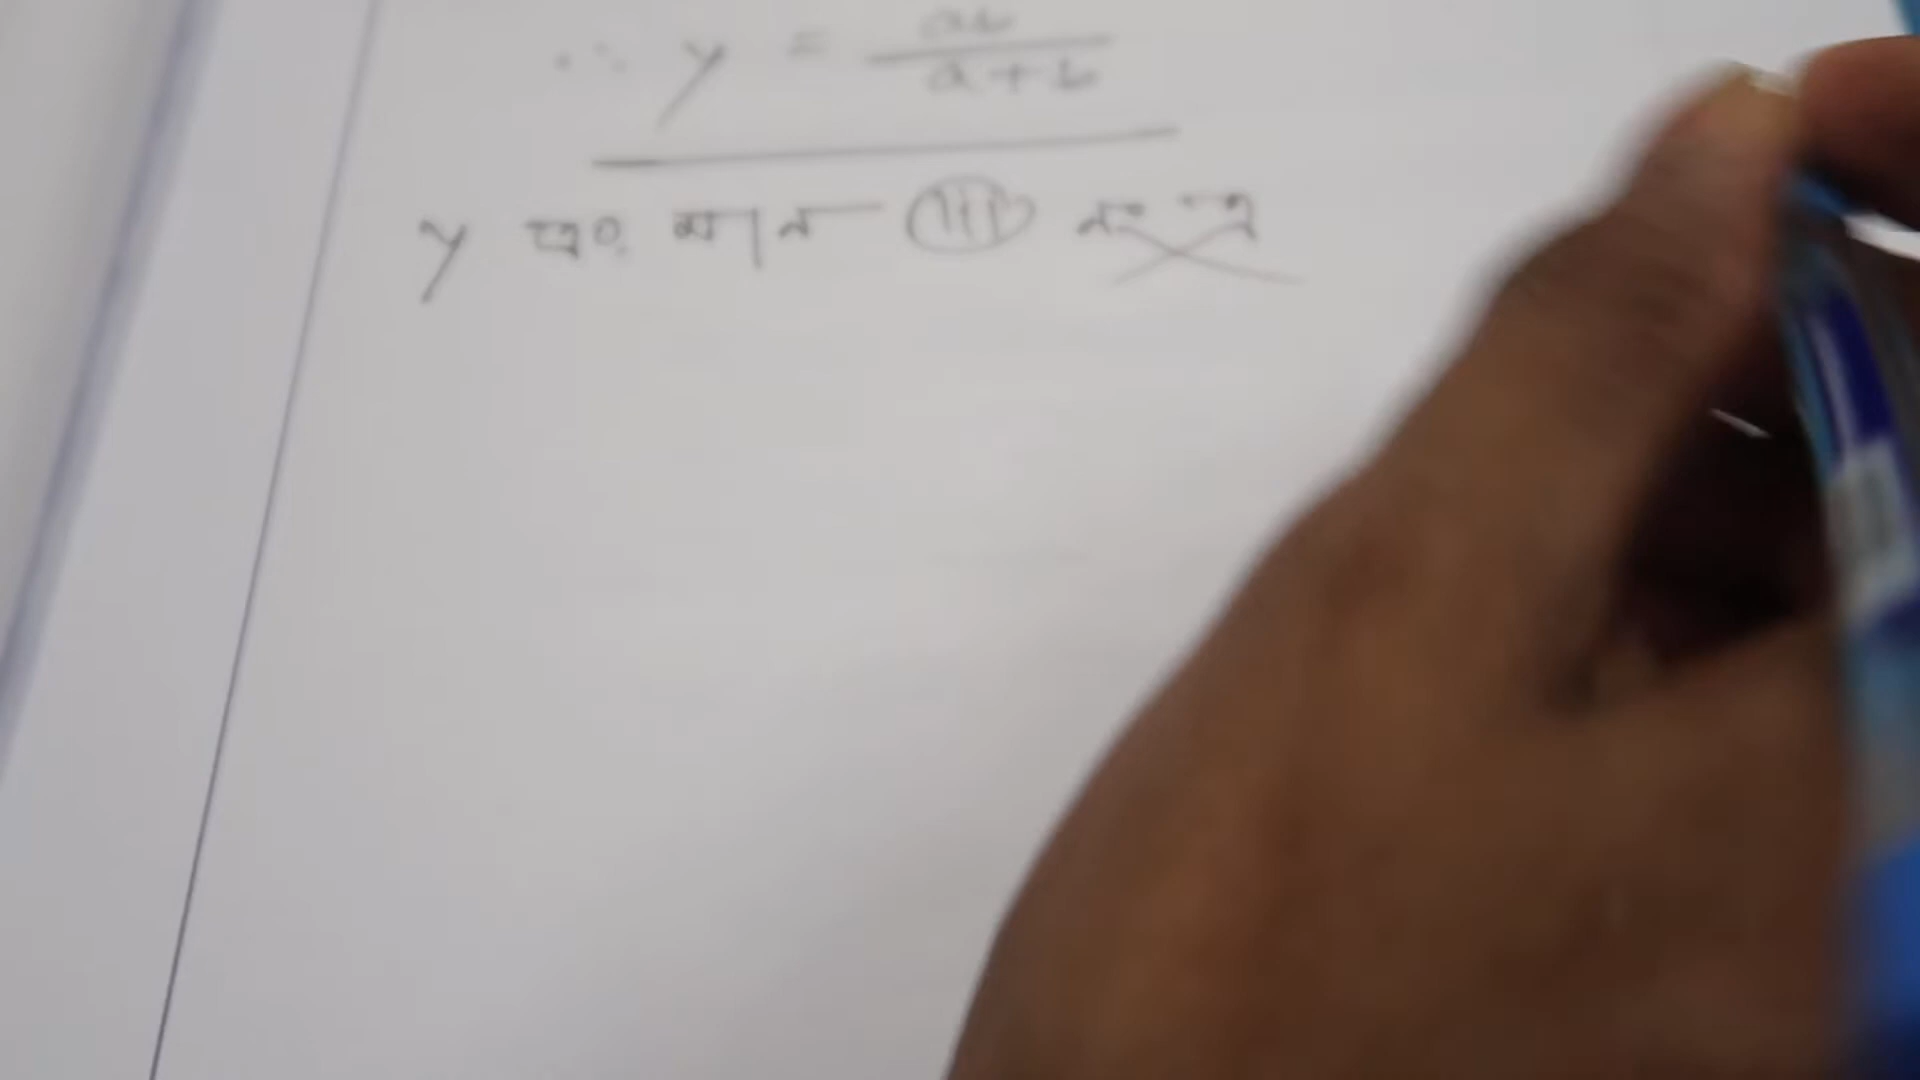 ∴ y = ab/a+b
y এর মান (iii) নং এ